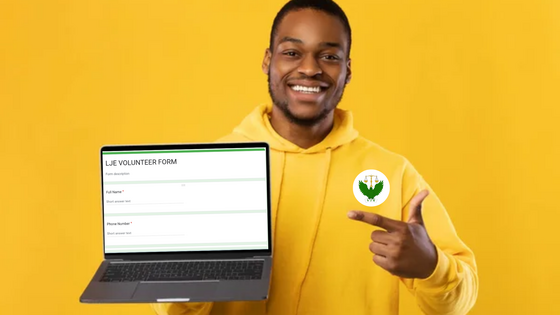 LJE VOLUNTEER FORM
Form description
Full Name *
Short answer text
Phone Number *
Short answer text